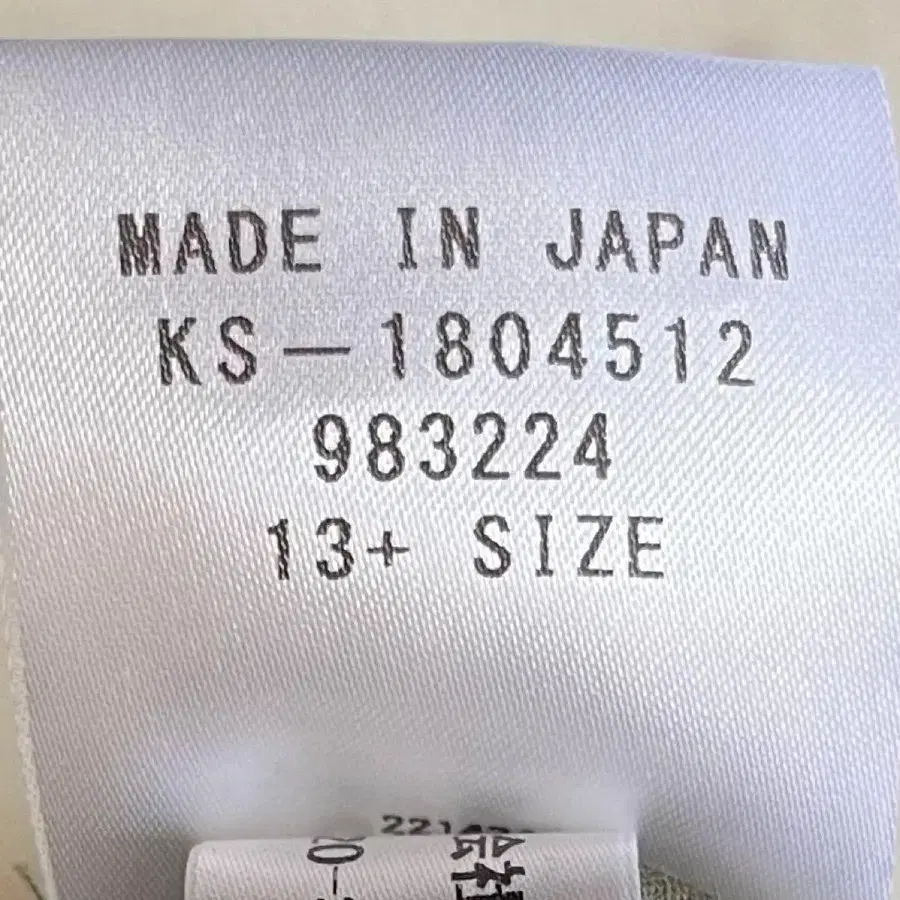 MADE IN JAPAN
KS-1804512
983224
13+ SIZE